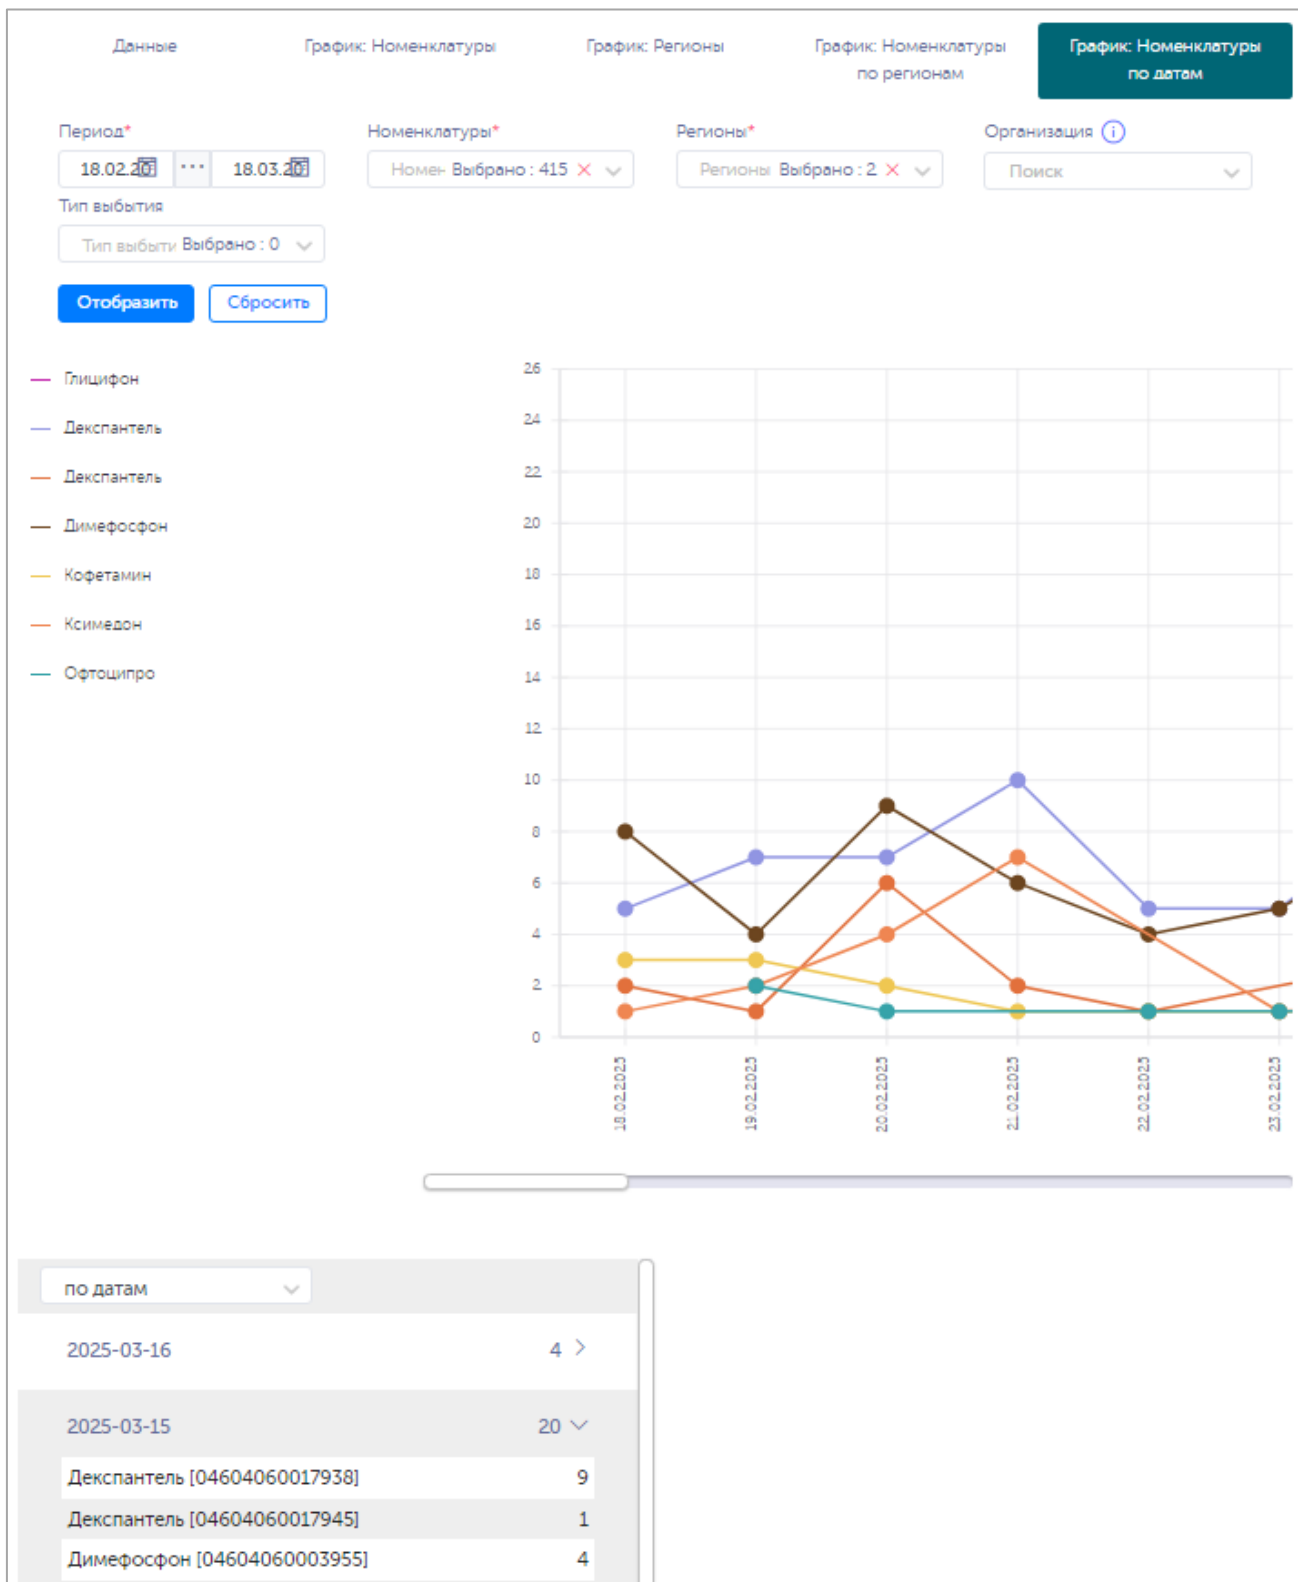 Данные
График: Номенклатуры
График: Регионы
График: Номенклатуры
по регионам
График: Номенклатуры
по датам
Период*
Номенклатуры*
Регионы*
Организация
18.02.20
...
18.03.20
Номен Выбрано : 415
Регионы Выбрано : 2
Поиск
Тип выбытия
Тип выбыти Выбрано : 0
Отобразить
Сбросить
Глицифон
Декспантель
Декспантель
Димефосфон
Кофетамин
Ксимедон
Офтоципро
26
24
22
20
18
16
14
12
10
8
6
4
2
0
18.02.2025
19.02.2025
20.02.2025
21.02.2025
22.02.2025
23.02.2025
по датам
2025-03-16 4
2025-03-15 20
Декспантель [04604060017938] 9
Декспантель [04604060017945] 1
Димефосфон [04604060003955] 4